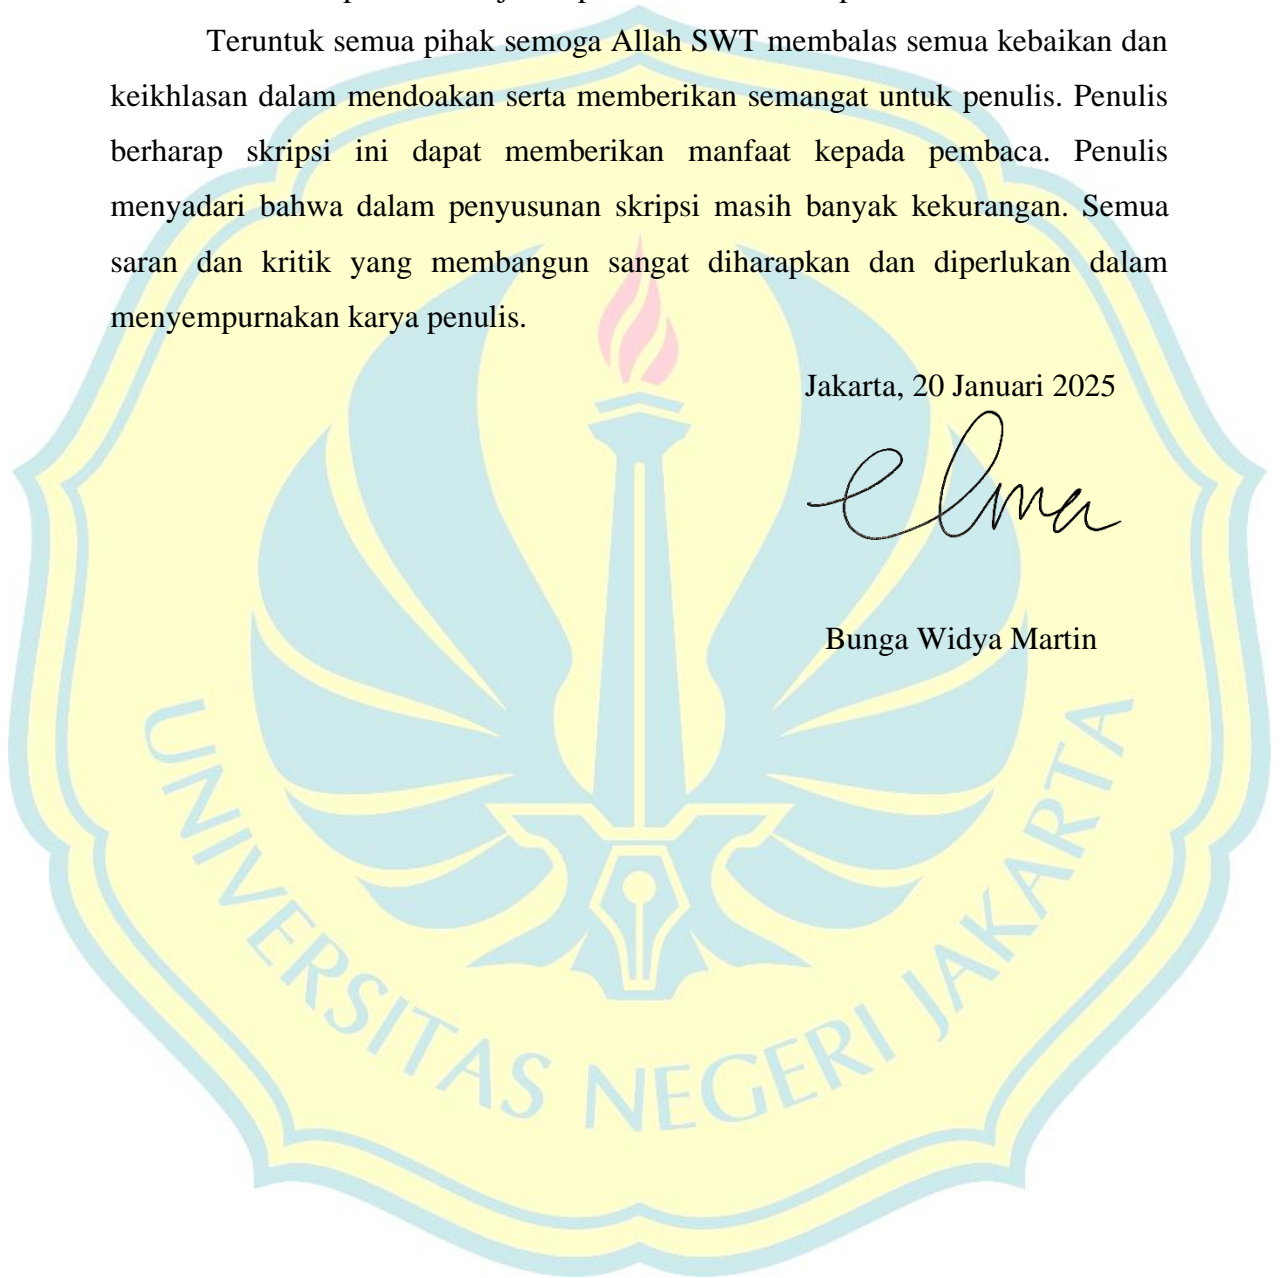 Teruntuk semua pihak semoga Allah SWT membalas semua kebaikan dan
keikhlasan dalam mendoakan serta memberikan semangat untuk penulis. Penulis
berharap skripsi ini dapat memberikan manfaat kepada pembaca. Penulis
menyadari bahwa dalam penyusunan skripsi masih banyak kekurangan. Semua
saran dan kritik yang membangun sangat diharapkan dan diperlukan dalam
menyempurnakan karya penulis.
Jakarta, 20 Januari 2025
elma
Bunga Widya Martin
UNIVERSITAS NEGERI JAKARTA